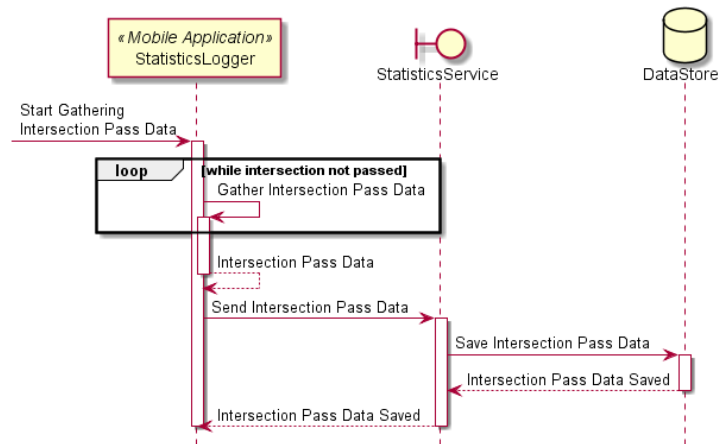 «Mobile Application»
StatisticsLogger
StatisticsService
DataStore
Start Gathering
Intersection Pass Data
loop
[while intersection not passed]
Gather Intersection Pass Data
Intersection Pass Data
Send Intersection Pass Data
Save Intersection Pass Data
Intersection Pass Data Saved
Intersection Pass Data Saved